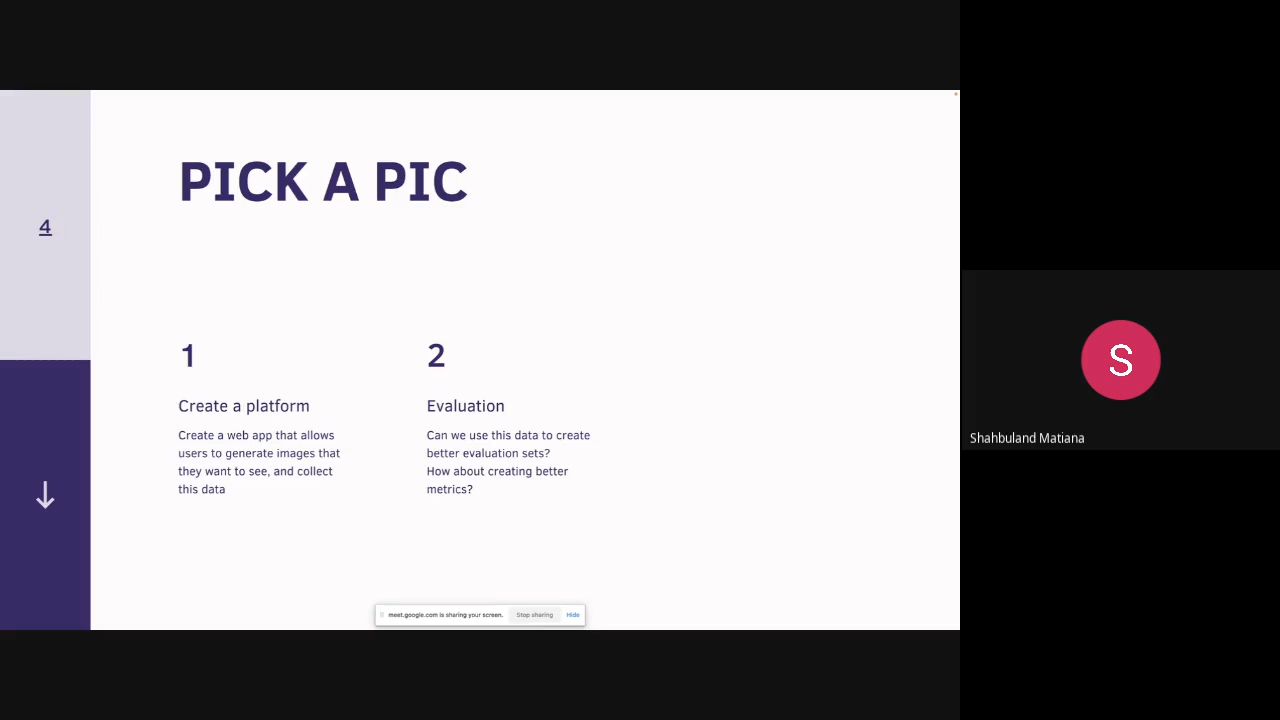 4
PICK A PIC
1
Create a platform
Create a web app that allows
users to generate images that
they want to see, and collect
this data
2
Evaluation
Can we use this data to create
better evaluation sets?
How about creating better
metrics?
meet.google.com is sharing your screen.
Stop sharing
Hide
S
Shahbuland Matiana